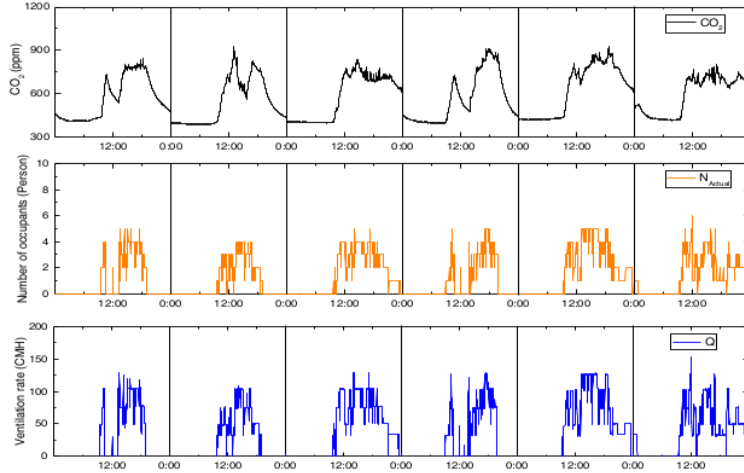 1200
900
600
300
CO₂ (ppm)
CO₂
12:00 0:00 12:00 0:00 12:00 0:00 12:00 0:00 12:00 0:00 12:00
10
8
6
4
2
0
Number of occupants (Person)
N Actual
12:00 0:00 12:00 0:00 12:00 0:00 12:00 0:00 12:00 0:00 12:00
200
150
100
50
0
Ventilation rate (CMH)
Q
12:00 0:00 12:00 0:00 12:00 0:00 12:00 0:00 12:00 0:00 12:00